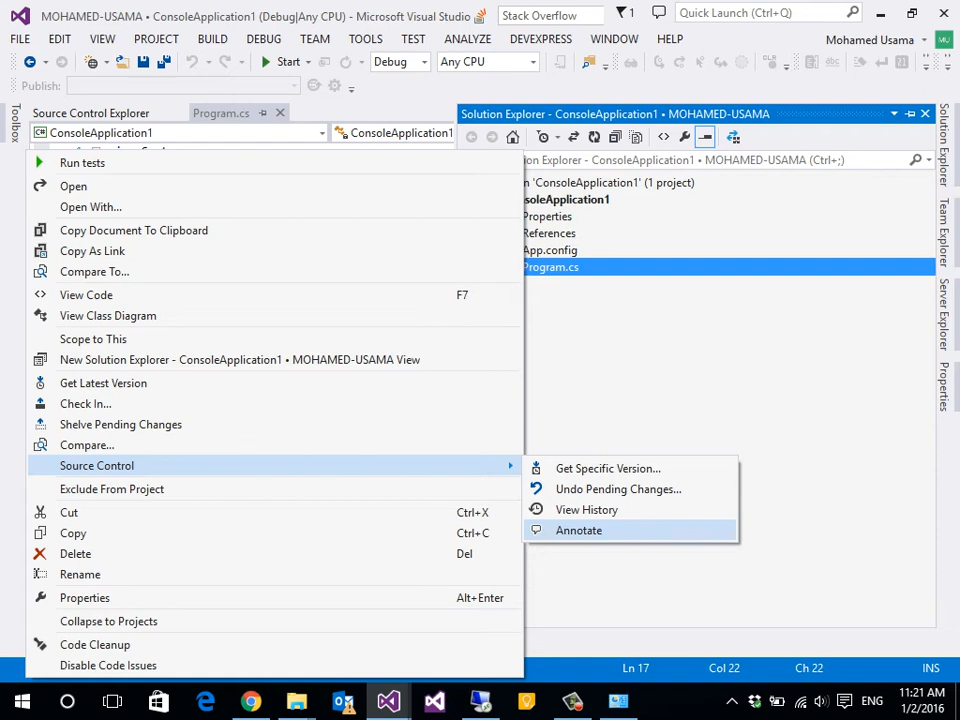 MOHAMED-USAMA - ConsoleApplication1 (Debug|Any CPU) - Microsoft Visual Studio
Stack Overflow
1
Quick Launch (Ctrl+Q)
FILE EDIT VIEW PROJECT BUILD DEBUG TEAM TOOLS TEST ANALYZE DEVEXPRESS WINDOW HELP
Mohamed Usama
MU
Start
Debug
Any CPU
Publish:
Toolbox
Source Control Explorer
Program.cs
ConsoleApplication1
ConsoleApplication1
Run tests
Open
Open With...
Copy Document To Clipboard
Copy As Link
Compare To...
View Code F7
View Class Diagram
Scope to This
New Solution Explorer - ConsoleApplication1 • MOHAMED-USAMA View
Get Latest Version
Check In...
Shelve Pending Changes
Compare...
Source Control
Exclude From Project
Cut Ctrl+X
Copy Ctrl+C
Delete Del
Rename
Properties Alt+Enter
Collapse to Projects
Code Cleanup
Disable Code Issues
Get Specific Version...
Undo Pending Changes...
View History
Annotate
Solution Explorer - ConsoleApplication1 • MOHAMED-USAMA
ion Explorer - ConsoleApplication1 • MOHAMED-USAMA (Ctrl+;)
n 'ConsoleApplication1' (1 project)
soleApplication1
Properties
References
App.config
Program.cs
Solution Explorer
Team Explorer
Server Explorer
Properties
Ln 17 Col 22 Ch 22 INS
ENG
11:21 AM
1/2/2016